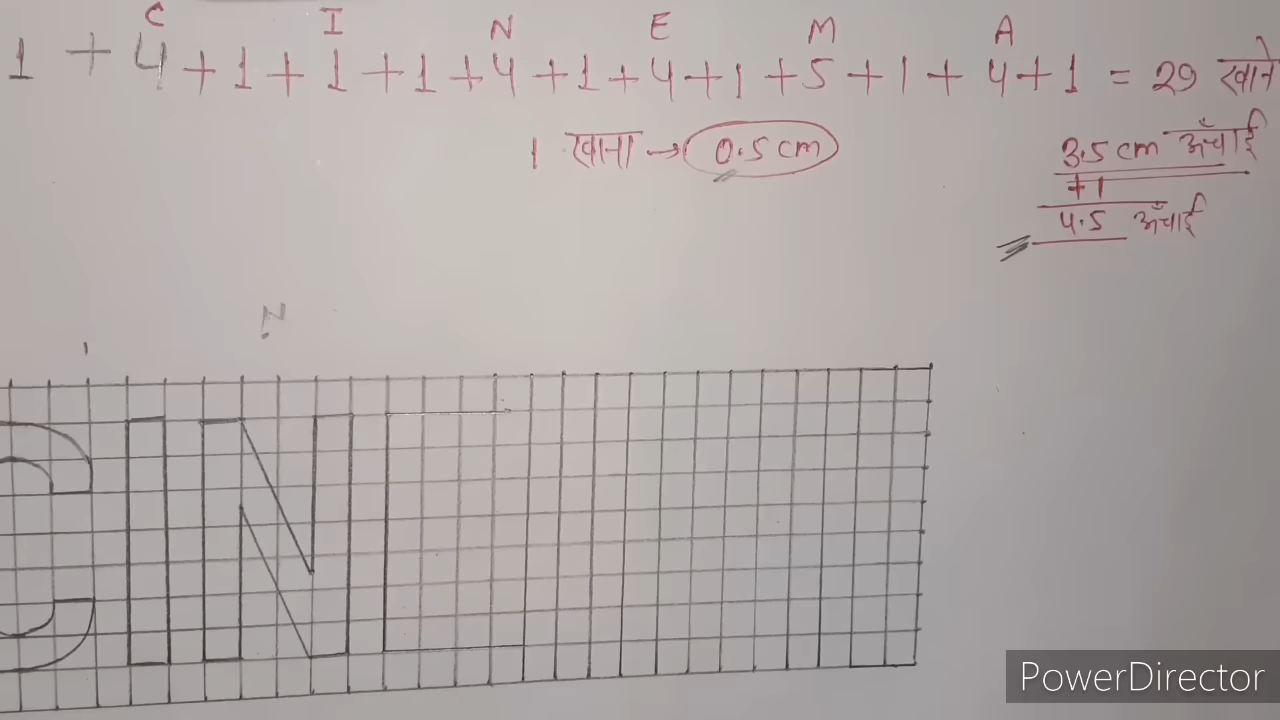 C I N E M A
1 + 4 + 1 + 1 + 1 + 4 + 1 + 4 + 1 + 5 + 1 + 4 + 1 = 29 खाने
1 खाना → 0.5 cm
3.5 cm ऊँचाई
+1
4.5 ऊँचाई
N
CIN
PowerDirector